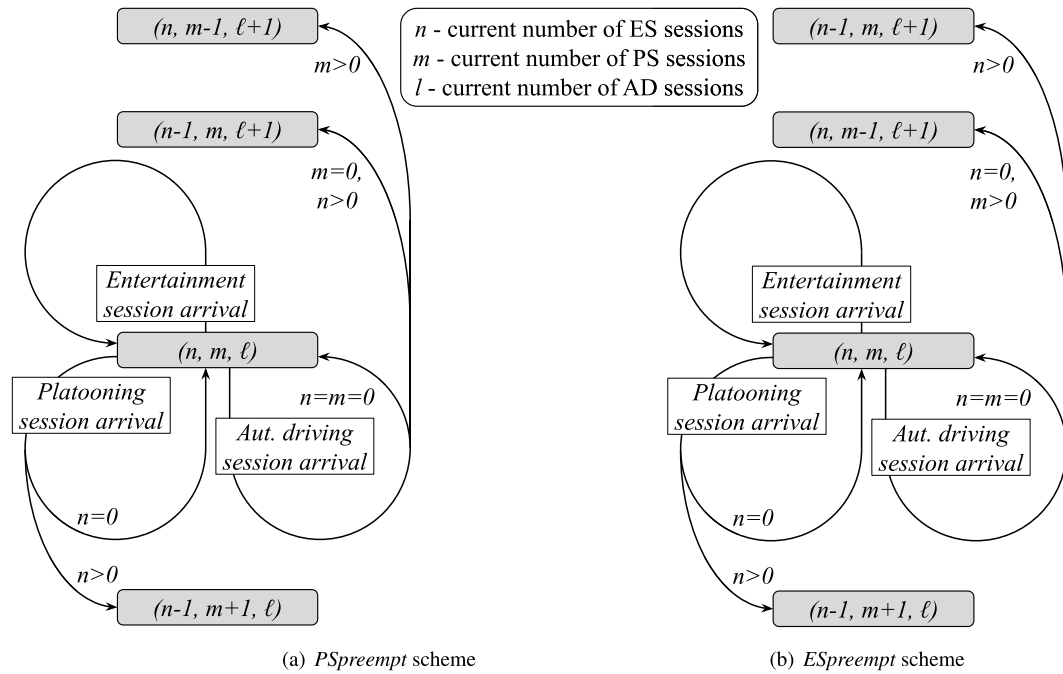 (n, m-1, ℓ+1)
m>0
(n-1, m, ℓ+1)
m=0,
n>0
Entertainment
session arrival
(n, m, ℓ)
Platooning
session arrival
n=m=0
Aut. driving
session arrival
n=0
n>0
(n-1, m+1, ℓ)
(a) PSpreempt scheme
n - current number of ES sessions
m - current number of PS sessions
l - current number of AD sessions
(n-1, m, ℓ+1)
n>0
(n, m-1, ℓ+1)
n=0,
m>0
Entertainment
session arrival
(n, m, ℓ)
Platooning
session arrival
n=m=0
Aut. driving
session arrival
n=0
n>0
(n-1, m+1, ℓ)
(b) ESpreempt scheme